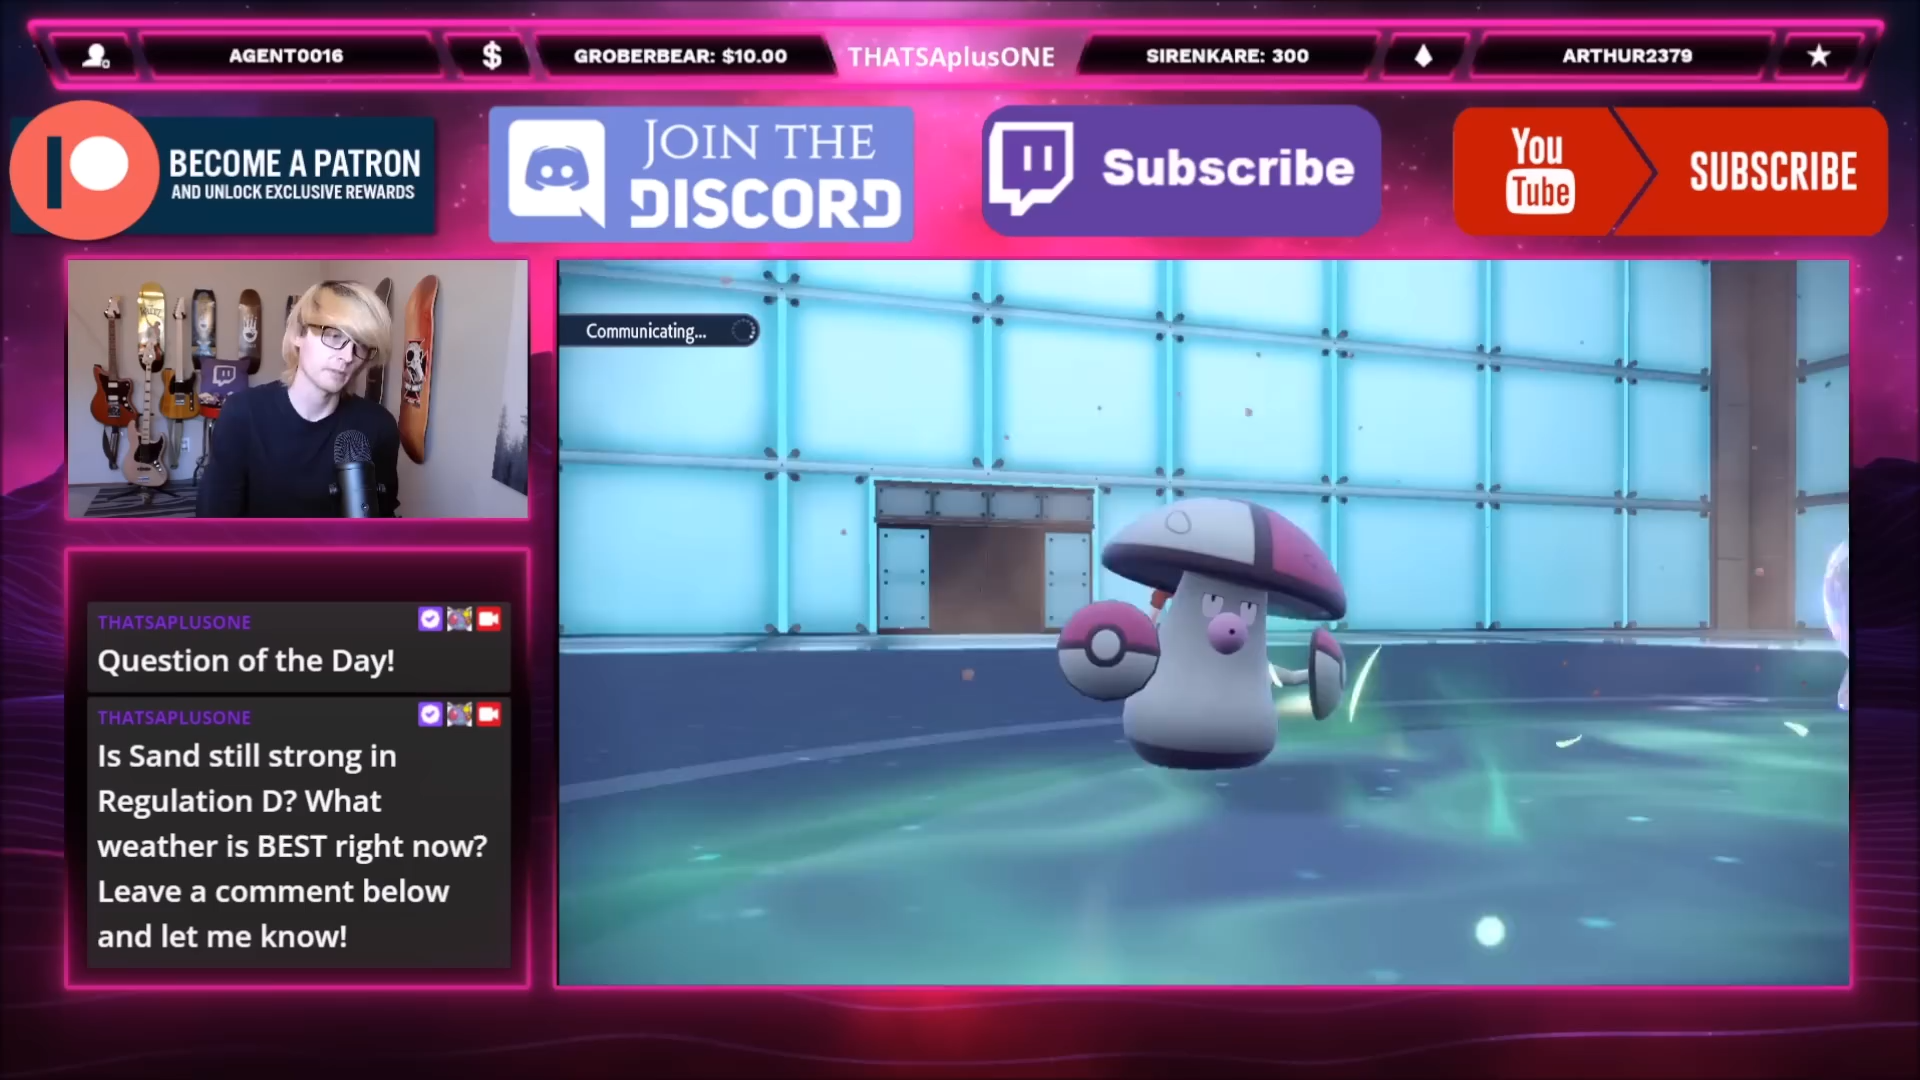 AGENT0016
$
GROBERBEAR: $10.00
THATSAplusONE
SIRENKARE: 300
ARTHUR2379
BECOME A PATRON
AND UNLOCK EXCLUSIVE REWARDS
JOIN THE
DISCORD
Subscribe
You
Tube
SUBSCRIBE
Communicating...
THATSAPLUSONE
Question of the Day!
THATSAPLUSONE
Is Sand still strong in
Regulation D? What
weather is BEST right now?
Leave a comment below
and let me know!